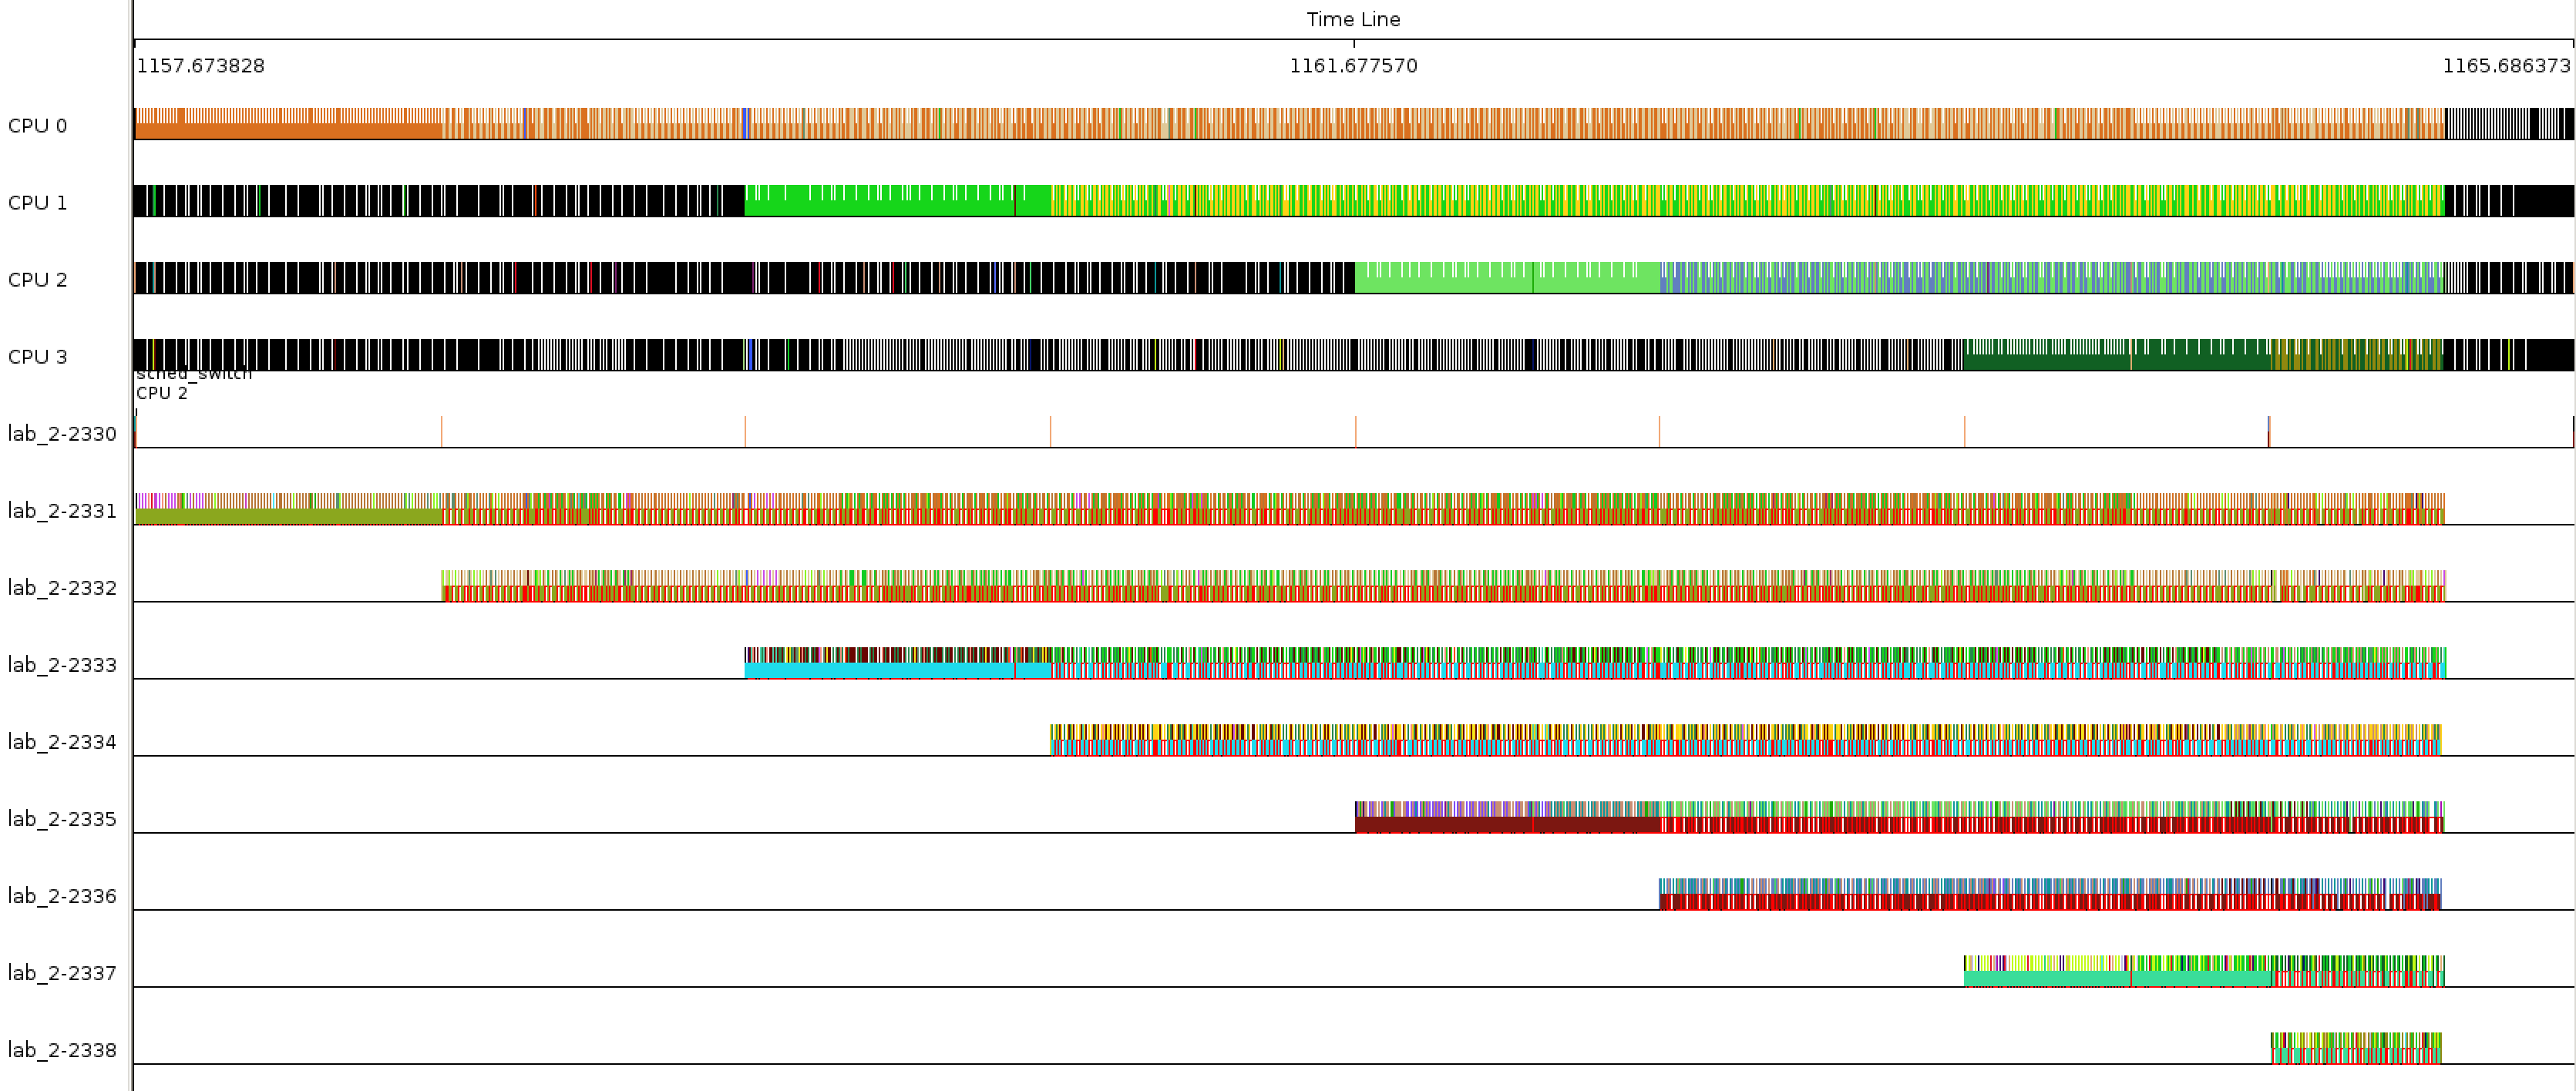 Time Line
1157.673828 1161.677570 1165.686373
CPU 0
CPU 1
CPU 2
CPU 3
sched_switch
CPU 2
lab_2-2330
lab_2-2331
lab_2-2332
lab_2-2333
lab_2-2334
lab_2-2335
lab_2-2336
lab_2-2337
lab_2-2338